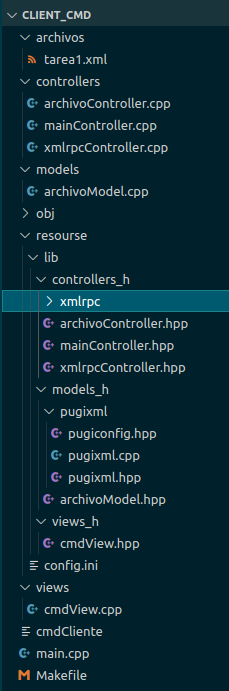 CLIENT_CMD
archivos
tarea1.xml
controllers
archivoController.cpp
mainController.cpp
xmlrpcController.cpp
models
archivoModel.cpp
obj
resourse
lib
controllers_h
xmlrpc
archivoController.hpp
mainController.hpp
xmlrpcController.hpp
models_h
pugixml
pugiconfig.hpp
pugixml.cpp
pugixml.hpp
archivoModel.hpp
views_h
cmdView.hpp
config.ini
views
cmdView.cpp
cmdCliente
main.cpp
Makefile